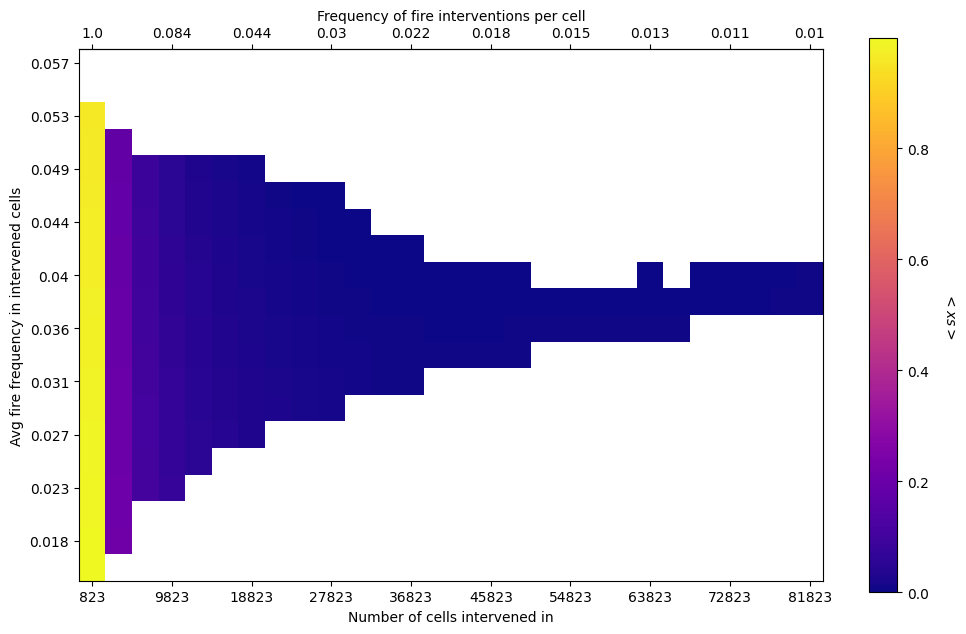 Frequency of fire interventions per cell
1.0 0.084 0.044 0.03 0.022 0.018 0.015 0.013 0.011 0.01
0.057
0.053
0.049
0.044
0.04
0.036
0.031
0.027
0.023
0.018
Avg fire frequency in intervened cells
823 9823 18823 27823 36823 45823 54823 63823 72823 81823
Number of cells intervened in
0.8
0.6
0.4
0.2
0.0
< sx >